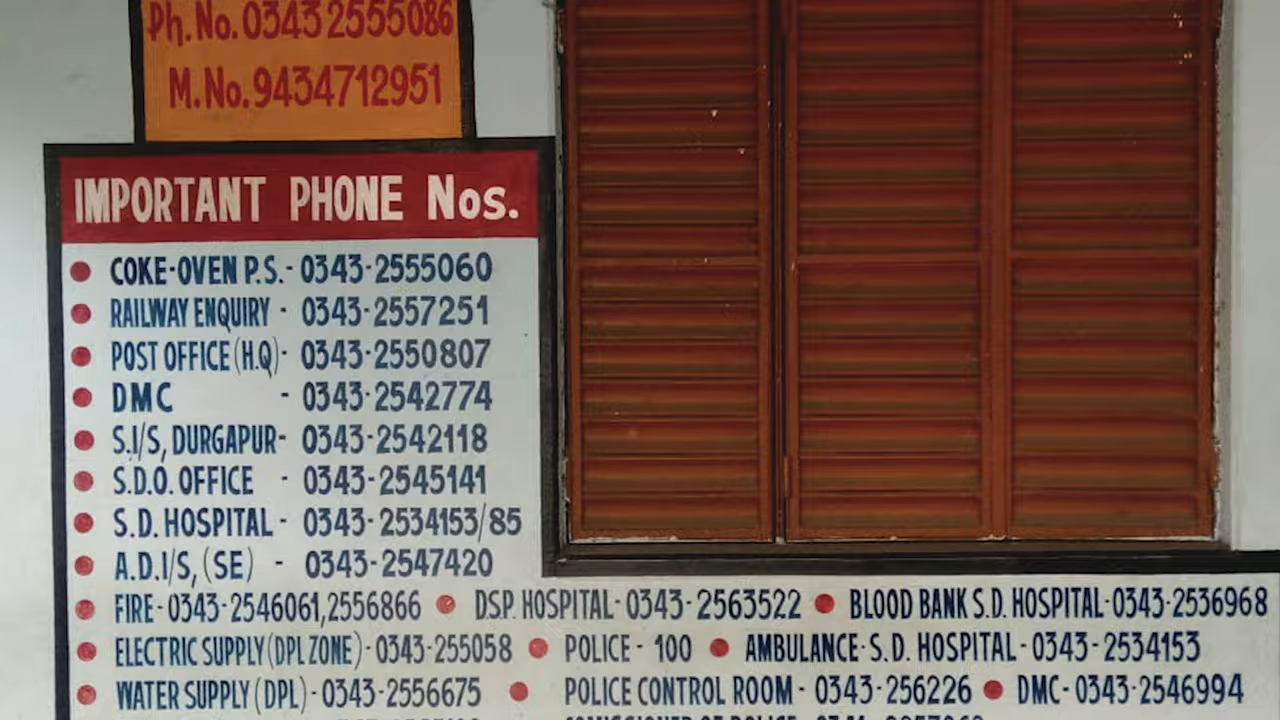 Ph. No. 0343 2555086
M. No. 9434712951
IMPORTANT PHONE Nos.
COKE-OVEN P.S. - 0343-2555060
RAILWAY ENQUIRY - 0343-2557251
POST OFFICE (H.Q) - 0343-2550807
DMC - 0343-2542774
S.I/S, DURGAPUR - 0343-2542118
S.D.O. OFFICE - 0343-2545141
S.D. HOSPITAL - 0343-2534153/85
A.D.I/S, (SE) - 0343-2547420
FIRE - 0343-2546061,2556866 DSP. HOSPITAL - 0343-2563522 BLOOD BANK S.D. HOSPITAL - 0343-2536968
ELECTRIC SUPPLY (DPL ZONE) - 0343-255058 POLICE - 100 AMBULANCE - S.D. HOSPITAL - 0343-2534153
WATER SUPPLY (DPL) - 0343-2556675 POLICE CONTROL ROOM - 0343-256226 DMC - 0343-2546994